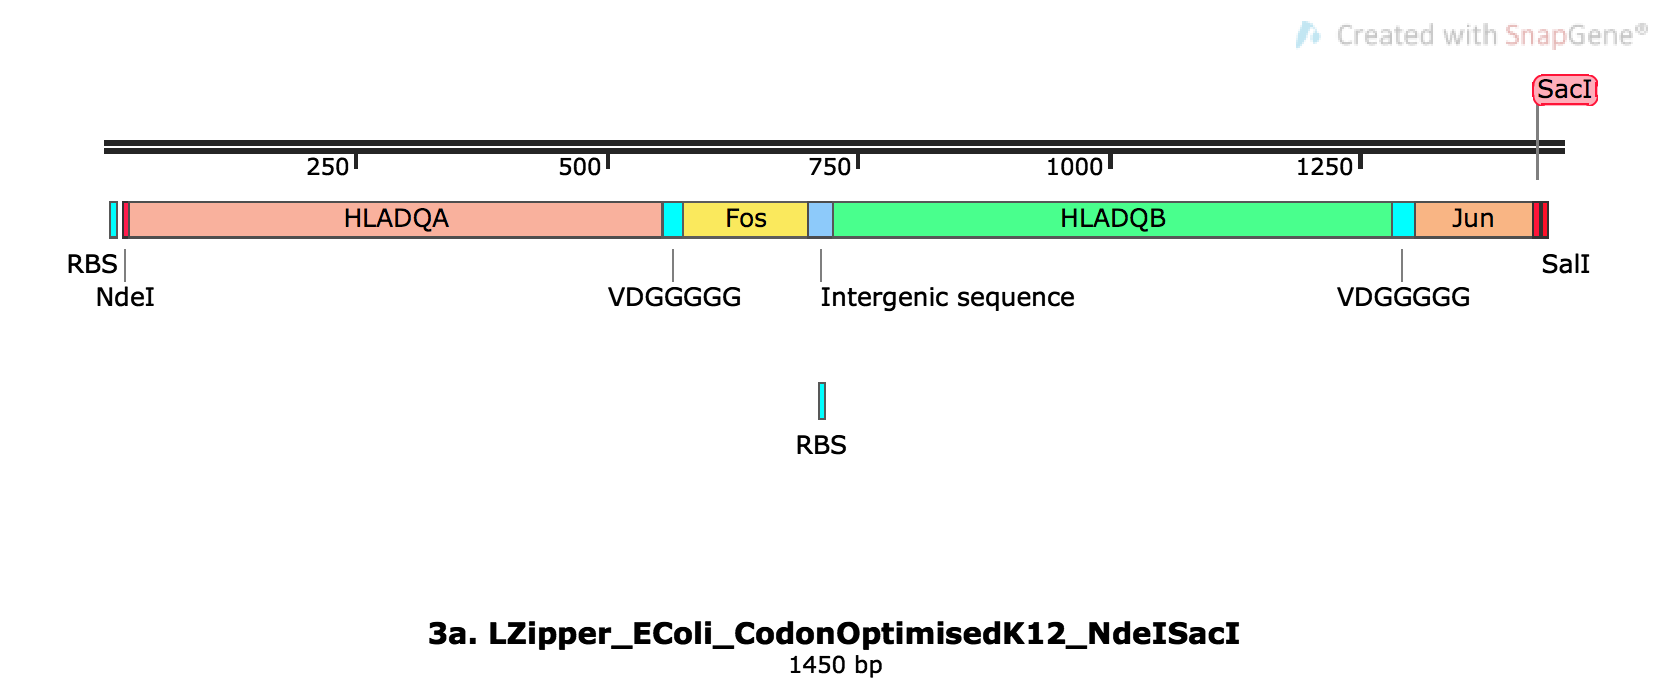 Created with SnapGene®
SacI
250 500 750 1000 1250
HLADQA Fos HLADQB Jun
RBS SalI
NdeI VDGGGGG Intergenic sequence VDGGGGG
RBS
3a. LZipper_EColi_CodonOptimisedK12_NdeISacI
1450 bp